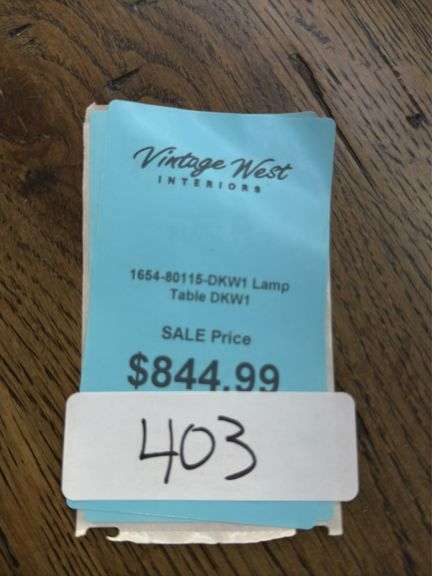 Vintage West
INTERIORS
1654-80115-DKW1 Lamp
Table DKW1
SALE Price
$844.99
403